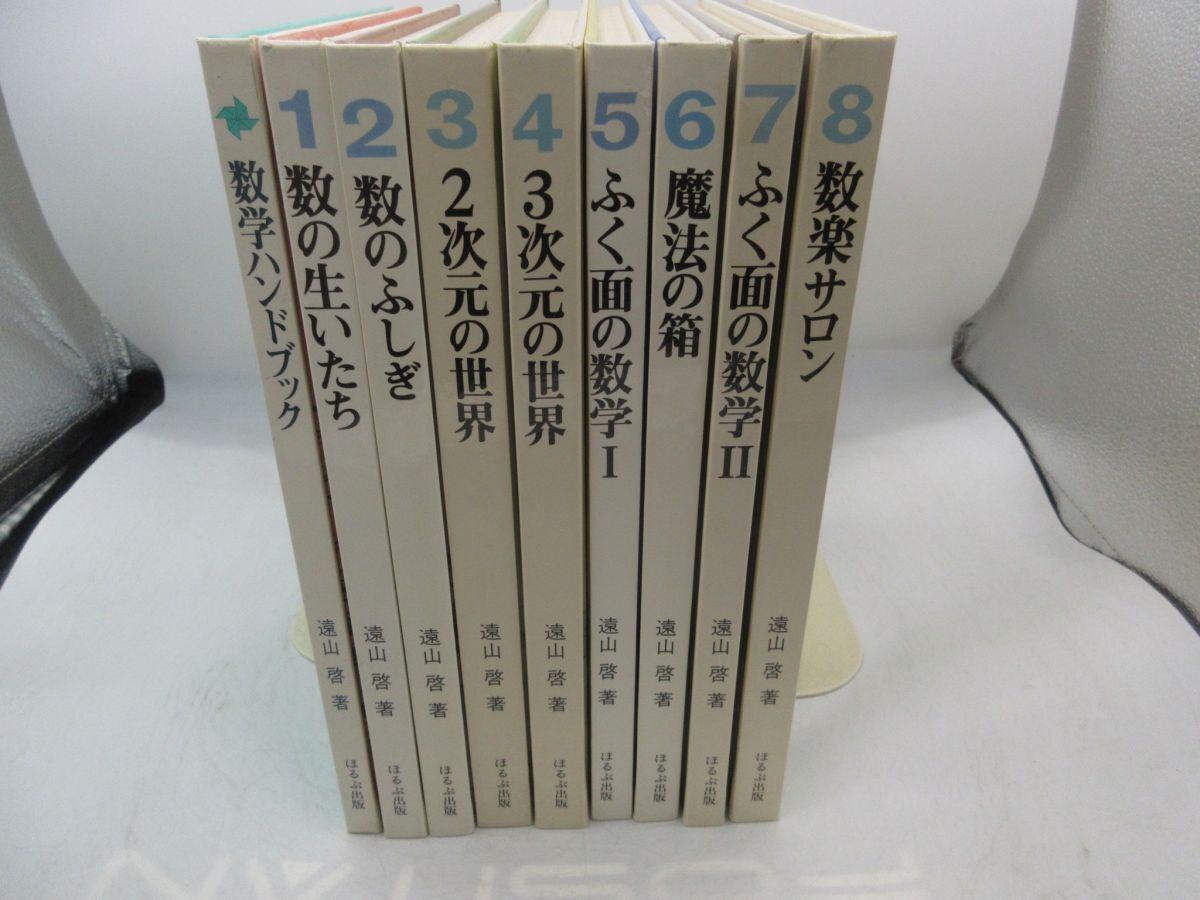 数学ハンドブック
遠山 啓 著
ほるぷ出版
1
数の生いたち
遠山 啓 著
ほるぷ出版
2
数のふしぎ
遠山 啓 著
ほるぷ出版
3
2次元の世界
遠山 啓 著
ほるぷ出版
4
3次元の世界
遠山 啓 著
ほるぷ出版
5
ふく面の数学 I
遠山 啓 著
ほるぷ出版
6
魔法の箱
遠山 啓 著
ほるぷ出版
7
ふく面の数学 II
遠山 啓 著
ほるぷ出版
8
数楽サロン
遠山 啓 著
ほるぷ出版